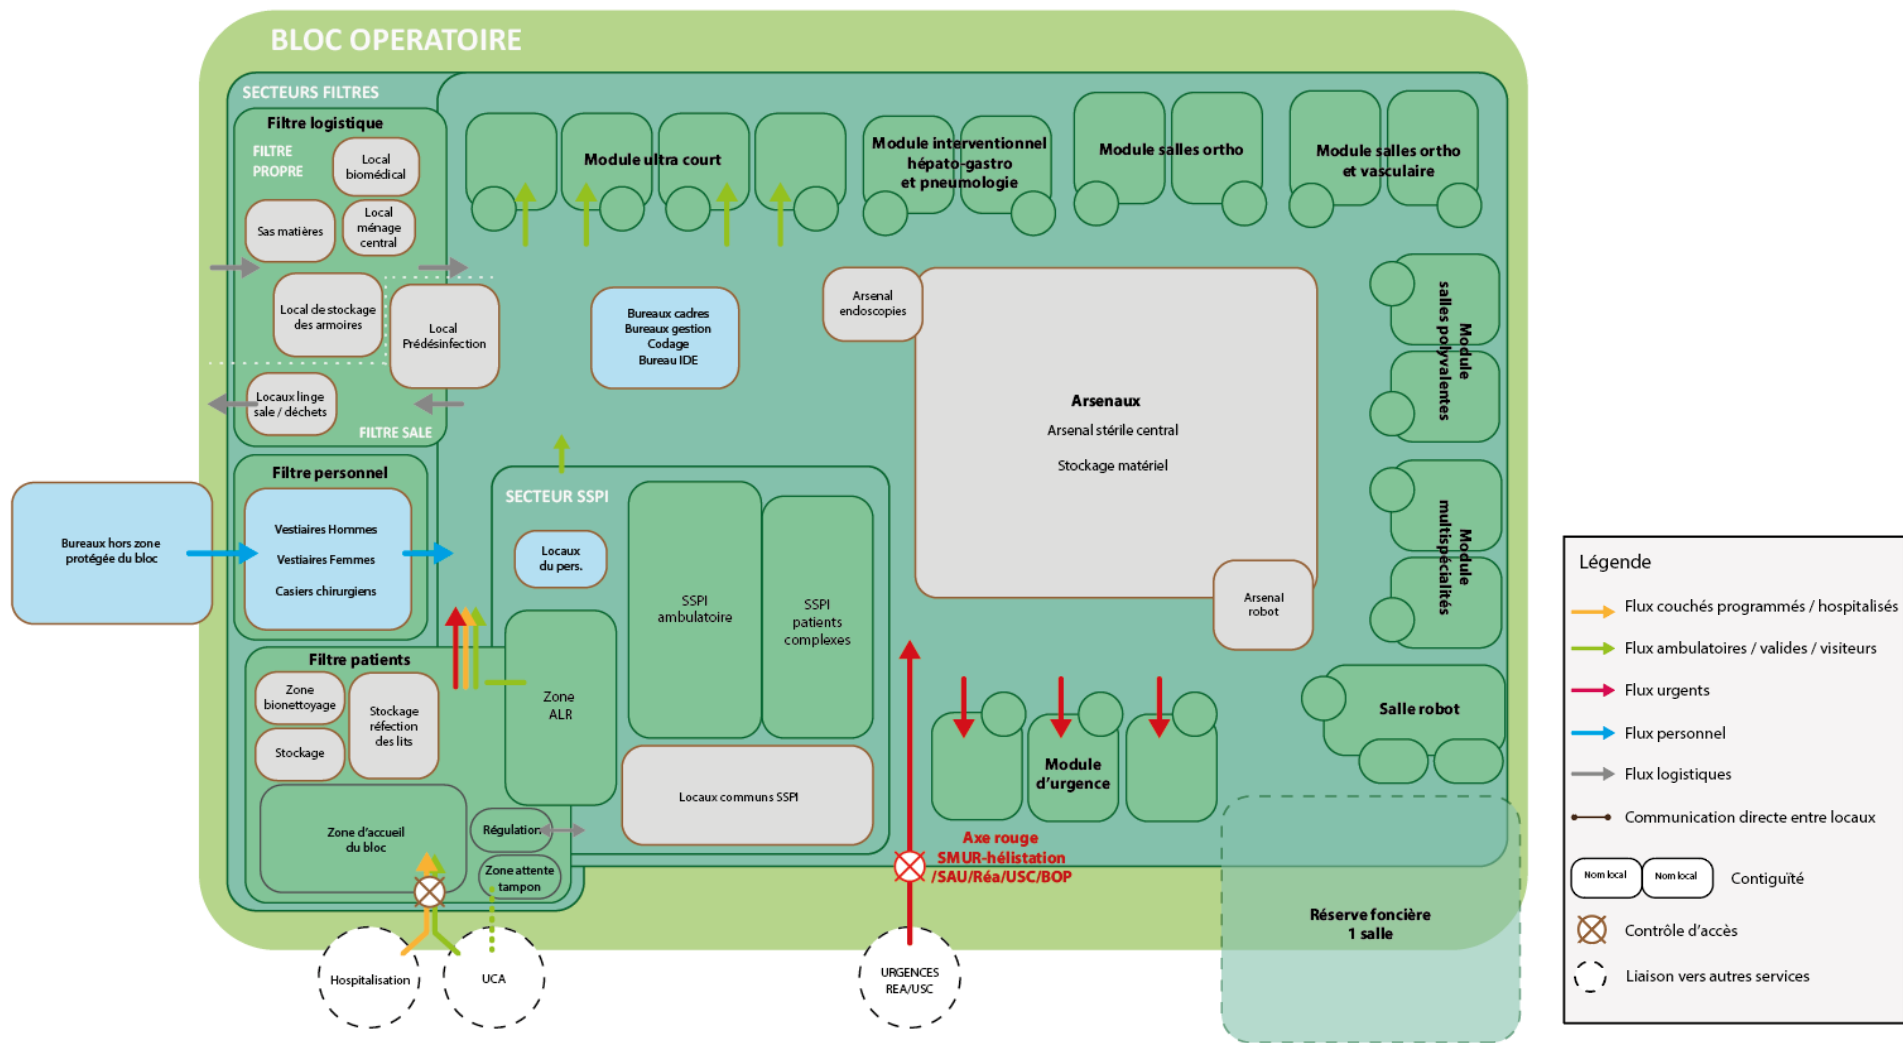 BLOC OPERATOIRE
SECTEURS FILTRES
Filtre logistique
FILTRE
PROPRE
Local
biomédical
Sas matières
Local
ménage
central
Local de stockage
des armoires
Local
Prédésinfection
Locaux linge
sale / déchets
FILTRE SALE
Module ultra court
Module interventionnel
hépato-gastro
et pneumologie
Module salles ortho
Module salles ortho
et vasculaire
Bureaux cadres
Bureaux gestion
Codage
Bureau IDE
Arsenal
endoscopies
Arsenaux
Arsenal stérile central
Stockage matériel
Arsenal
robot
Module
salles polyvalentes
Module
multispécialités
Salle robot
Filtre personnel
Vestiaires Hommes
Vestiaires Femmes
Casiers chirurgiens
Bureaux hors zone
protégée du bloc
SECTEUR SSPI
Locaux
du pers.
SSPI
ambulatoire
SSPI
patients
complexes
Zone
ALR
Locaux communs SSPI
Filtre patients
Zone
bionettoyage
Stockage
Stockage
réfection
des lits
Zone d'accueil
du bloc
Régulation
Zone attente
tampon
Module
d'urgence
Axe rouge
SMUR-hélistation
/SAU/Réa/USC/BOP
Réserve foncière
1 salle
Hospitalisation
UCA
URGENCES
REA/USC
Légende
Flux couchés programmés / hospitalisés
Flux ambulatoires / valides / visiteurs
Flux urgents
Flux personnel
Flux logistiques
Communication directe entre locaux
Nom local
Nom local
Contiguïté
Contrôle d'accès
Liaison vers autres services